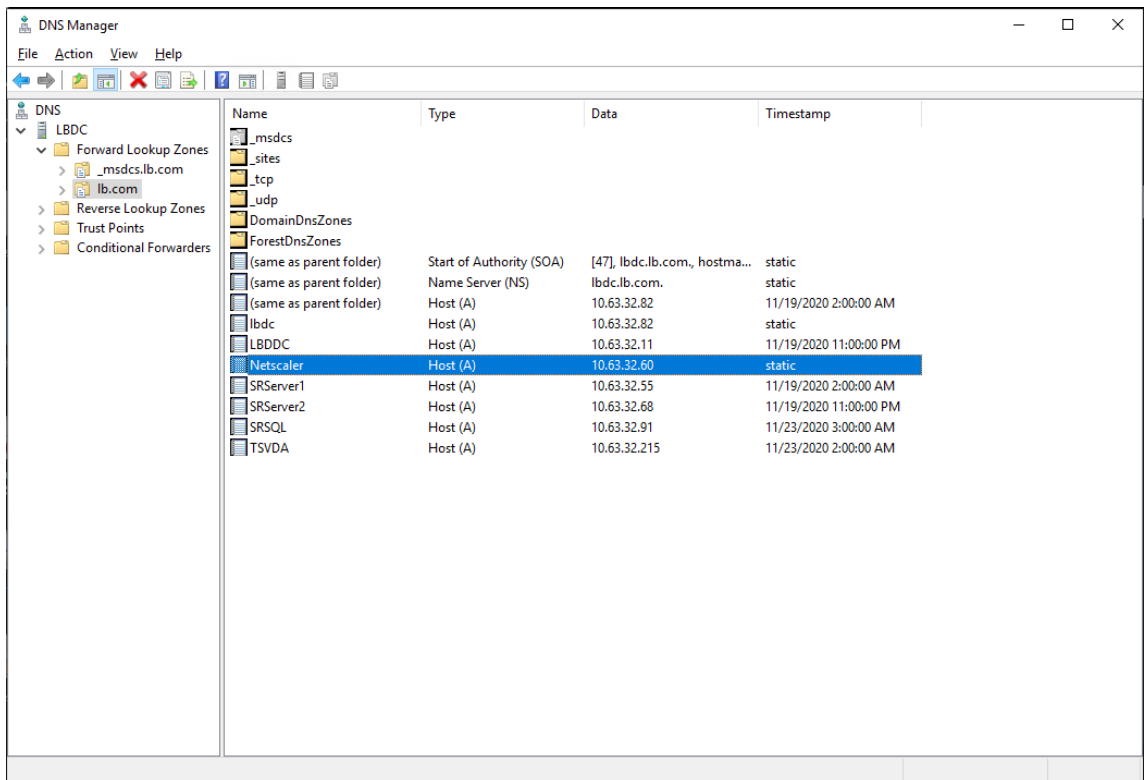 DNS Manager
File Action View Help
DNS
LBDC
Forward Lookup Zones
_msdcs.lb.com
lb.com
Reverse Lookup Zones
Trust Points
Conditional Forwarders
Name Type Data Timestamp
_msdcs
_sites
_tcp
_udp
DomainDnsZones
ForestDnsZones
(same as parent folder) Start of Authority (SOA) [47], lbdc.lb.com., hostma... static
(same as parent folder) Name Server (NS) lbdc.lb.com. static
(same as parent folder) Host (A) 10.63.32.82 11/19/2020 2:00:00 AM
lbdc Host (A) 10.63.32.82 static
LBDDC Host (A) 10.63.32.11 11/19/2020 11:00:00 PM
Netscaler Host (A) 10.63.32.60 static
SRServer1 Host (A) 10.63.32.55 11/19/2020 2:00:00 AM
SRServer2 Host (A) 10.63.32.68 11/19/2020 11:00:00 PM
SRSQL Host (A) 10.63.32.91 11/23/2020 3:00:00 AM
TSVDA Host (A) 10.63.32.215 11/23/2020 2:00:00 AM